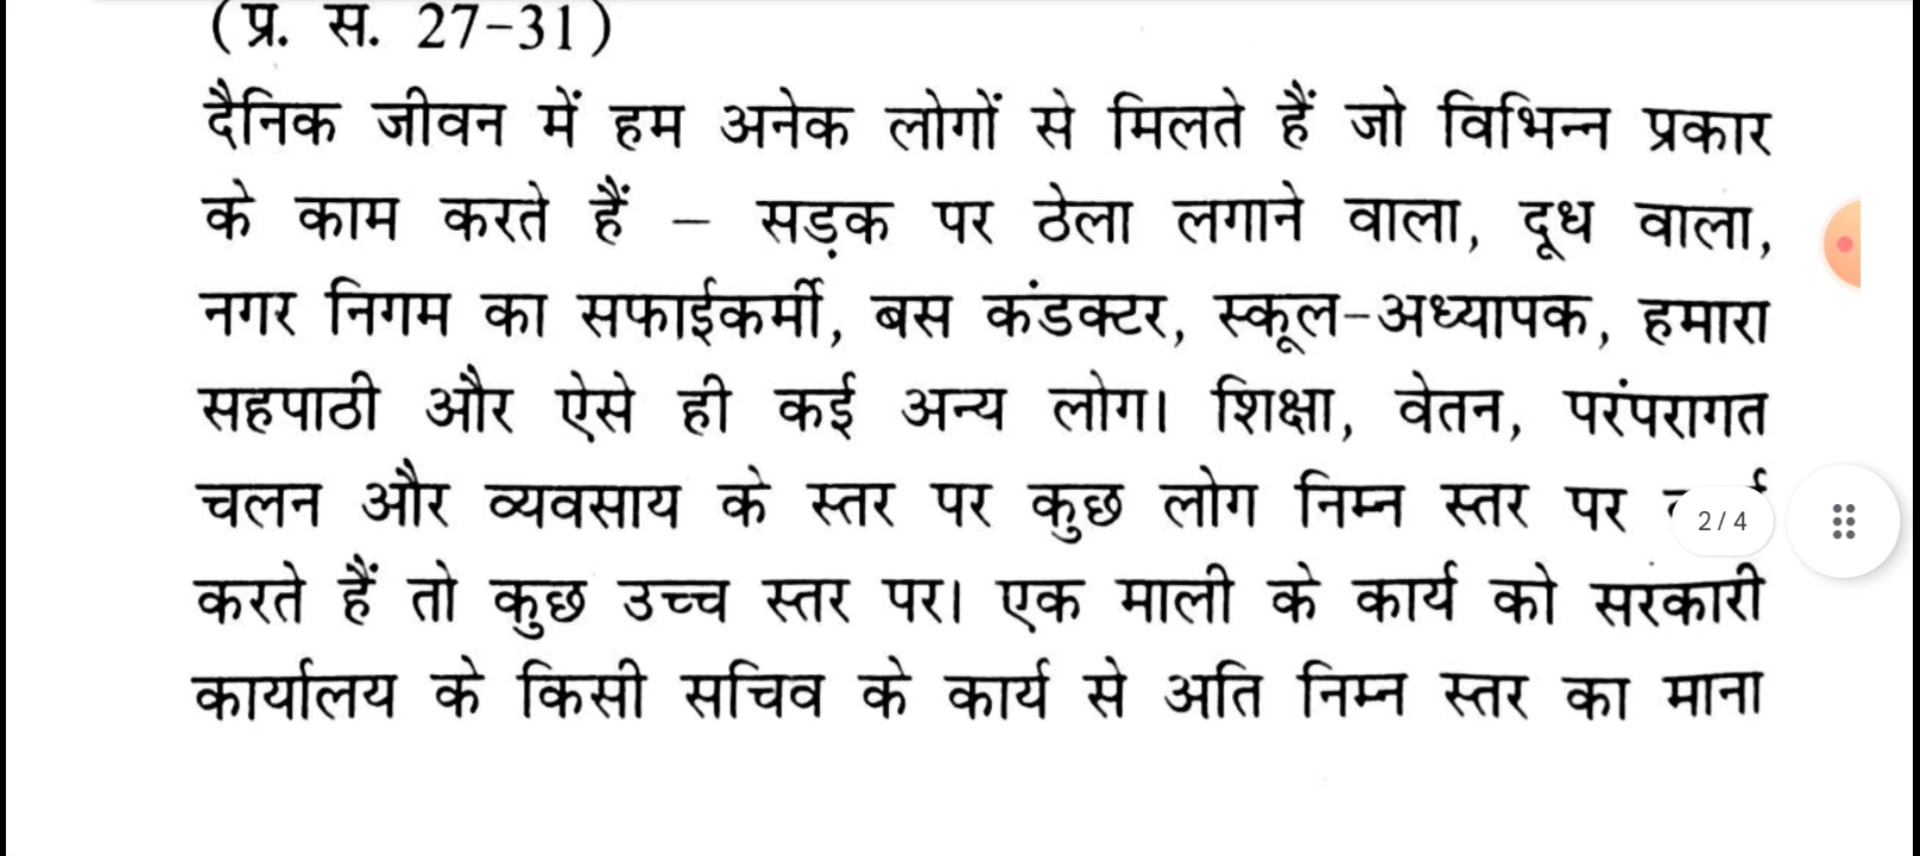 (प्र. स. 27-31)
दैनिक जीवन में हम अनेक लोगों से मिलते हैं जो विभिन्न प्रकार
के काम करते हैं – सड़क पर ठेला लगाने वाला, दूध वाला,
नगर निगम का सफाईकर्मी, बस कंडक्टर, स्कूल-अध्यापक, हमारा
सहपाठी और ऐसे ही कई अन्य लोग। शिक्षा, वेतन, परंपरागत
चलन और व्यवसाय के स्तर पर कुछ लोग निम्न स्तर पर
2/4
करते हैं तो कुछ उच्च स्तर पर। एक माली के कार्य को सरकारी
कार्यालय के किसी सचिव के कार्य से अति निम्न स्तर का माना